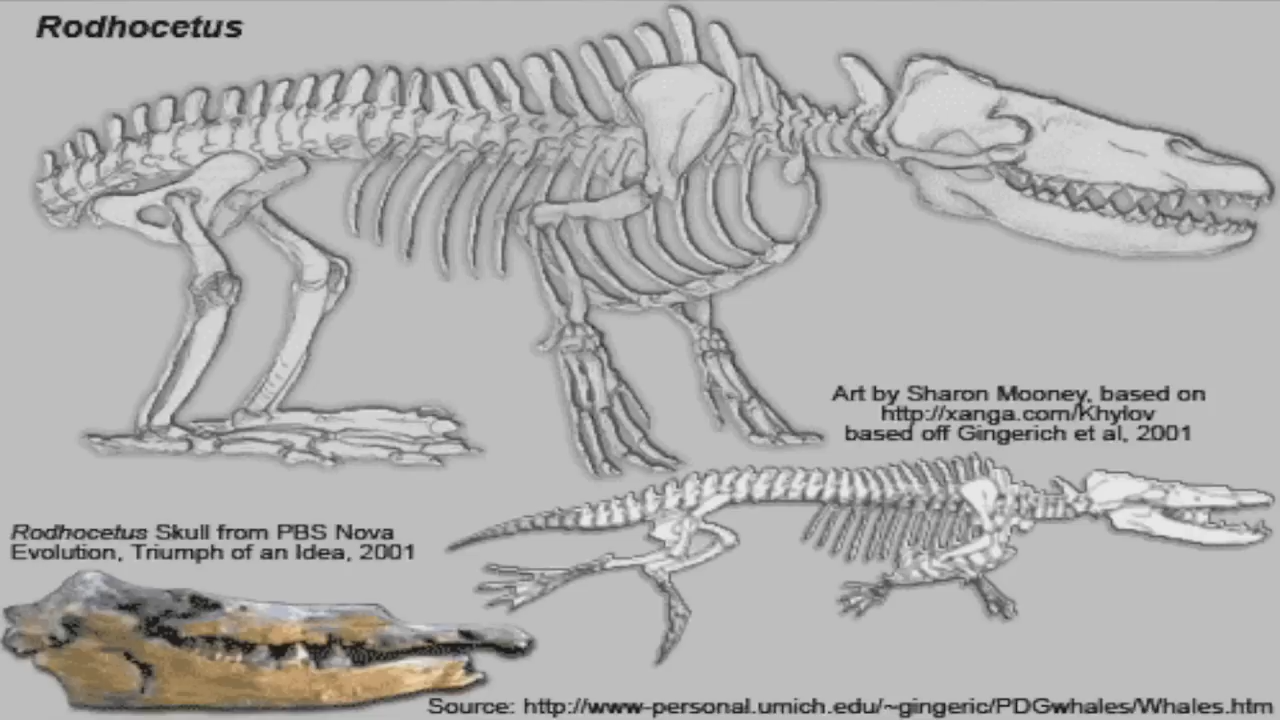 Rodhocetus
Art by Sharon Mooney, based on
http://xanga.com/Khylov
based off Gingerich et al, 2001
Rodhocetus Skull from PBS Nova
Evolution, Triumph of an Idea, 2001
Source: http://www-personal.umich.edu/~gingeric/PDGwhales/Whales.htm